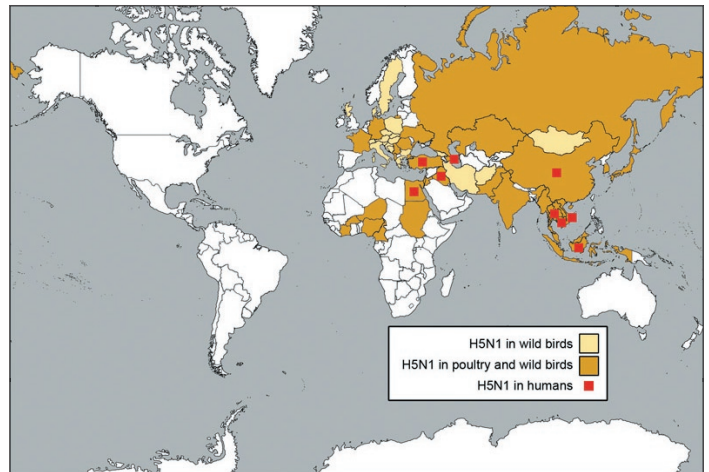 H5N1 in wild birds
H5N1 in poultry and wild birds
H5N1 in humans